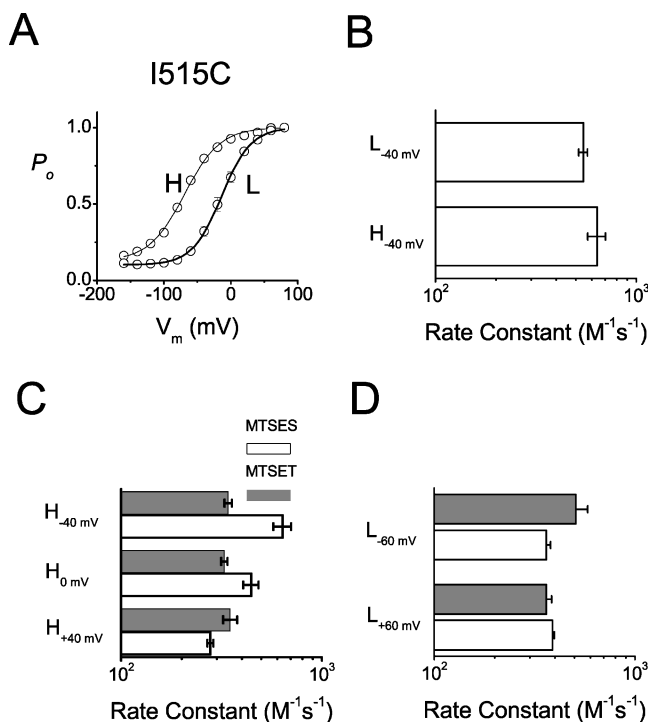 A
I515C
1.0
P_o
H
L
0.5
0.0
-200 -100 0 100
V_m (mV)
B
L_-40 mV
H_-40 mV
10^2 10^3
Rate Constant (M^-1s^-1)
C
MTSES
MTSET
H_-40 mV
H_0 mV
H_+40 mV
10^2 10^3
Rate Constant (M^-1s^-1)
D
L_-60 mV
L_+60 mV
10^2 10^3
Rate Constant (M^-1s^-1)